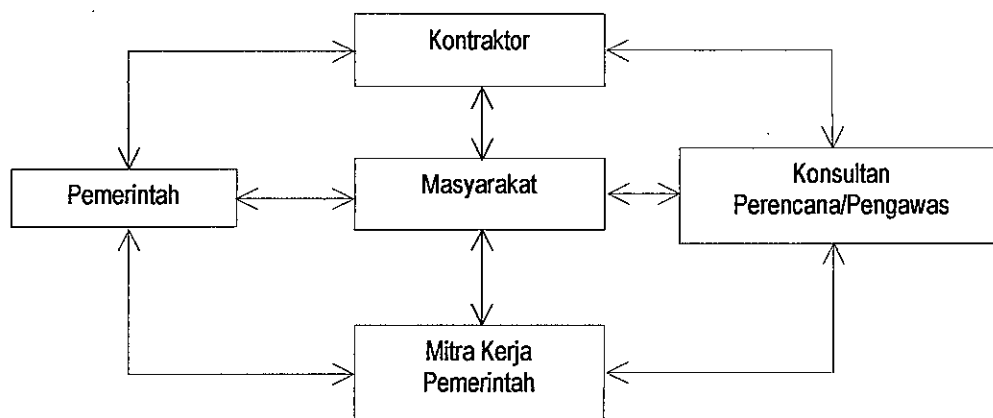 Kontraktor
Pemerintah
Masyarakat
Konsultan
Perencana/Pengawas
Mitra Kerja
Pemerintah